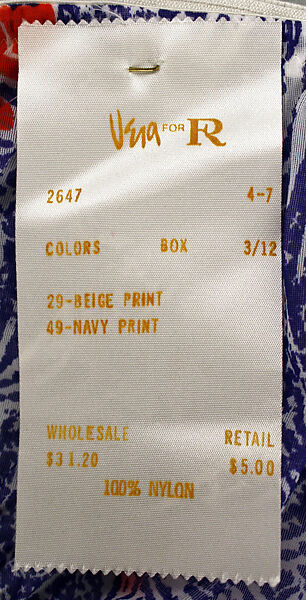 Vera FOR R
2647 4-7
COLORS BOX 3/12
29-BEIGE PRINT
49-NAVY PRINT
WHOLESALE RETAIL
$31.20 $5.00
100% NYLON